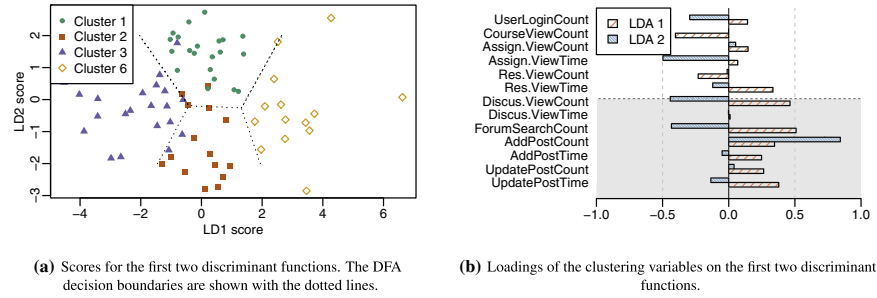 Cluster 1
Cluster 2
Cluster 3
Cluster 6
LD2 score
2
1
0
−1
−2
−3
−4 −2 0 2 4 6
LD1 score
(a) Scores for the first two discriminant functions. The DFA
decision boundaries are shown with the dotted lines.
UserLoginCount
CourseViewCount
Assign.ViewCount
Assign.ViewTime
Res.ViewCount
Res.ViewTime
Discus.ViewCount
Discus.ViewTime
ForumSearchCount
AddPostCount
AddPostTime
UpdatePostCount
UpdatePostTime
LDA 1
LDA 2
−1.0 −0.5 0.0 0.5 1.0
(b) Loadings of the clustering variables on the first two discriminant
functions.